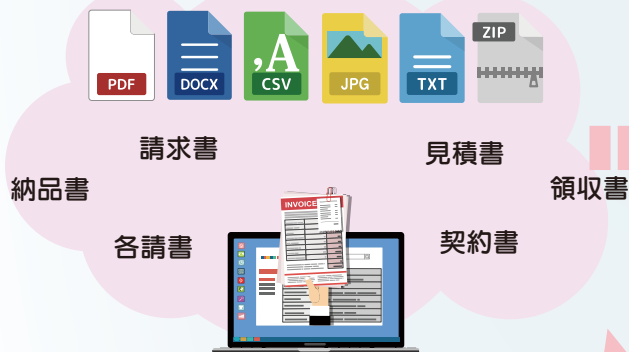 PDF
DOCX
,A
CSV
JPG
TXT
ZIP
請求書
見積書
納品書
領収書
各請書
契約書
INVOICE